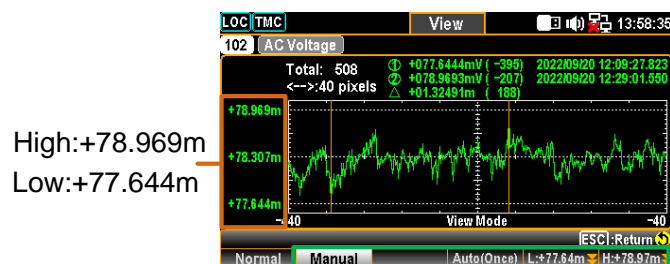 LOC TMC View 13:58:35
102 AC Voltage
Total: 508
<-->:40 pixels
① +077.6444mV ( -395) 2022/09/20 12:09:27.823
② +078.9693mV ( -207) 2022/09/20 12:29:01.550
△ +01.32491m ( 188)
+78.969m
High:+78.969m
+78.307m
Low:+77.644m
+77.644m
View Mode -40
ESC :Return
Normal Manual Auto(Once) L:+77.64m H:+78.97m